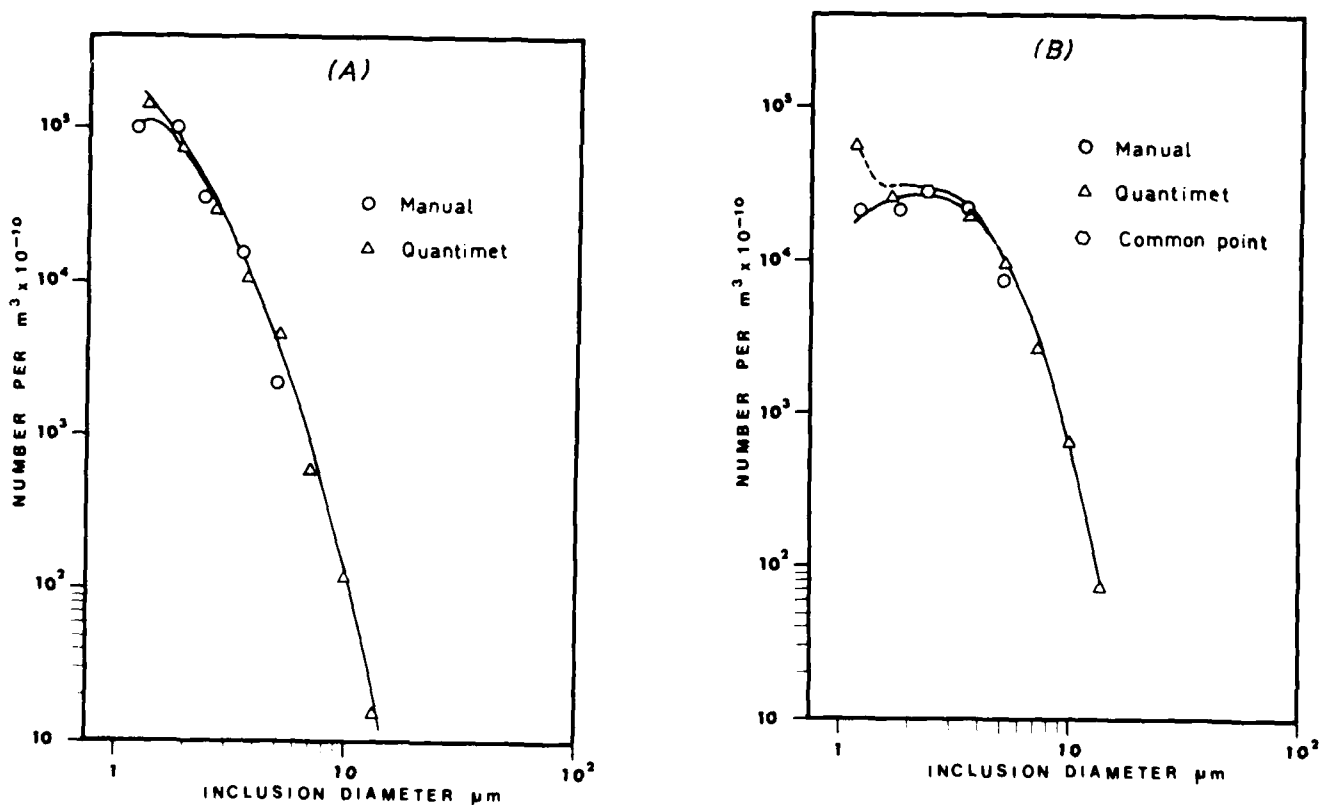 (A)
10⁵
10⁴
10³
10²
10
NUMBER PER m³ x 10⁻¹⁰
○ Manual
△ Quantimet
1
10
10²
INCLUSION DIAMETER µm
(B)
10⁵
10⁴
10³
10²
10
NUMBER PER m³ x 10⁻¹⁰
○ Manual
△ Quantimet
⬡ Common point
1
10
10²
INCLUSION DIAMETER µm